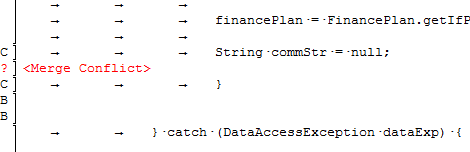 → → → financePlan = FinancePlan.getIfP
→ → →
C → → → String commStr = null;
? <Merge Conflict>
C → → → }
B
B
→ → } catch (DataAccessException dataExp) {